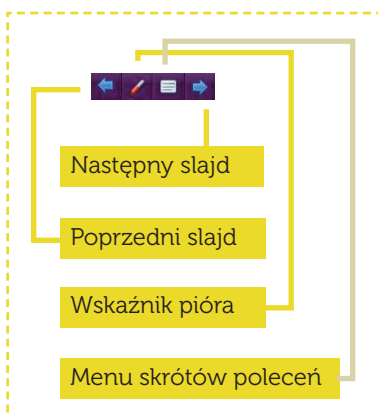 Następny slajd
Poprzedni slajd
Wskaźnik pióra
Menu skrótów poleceń